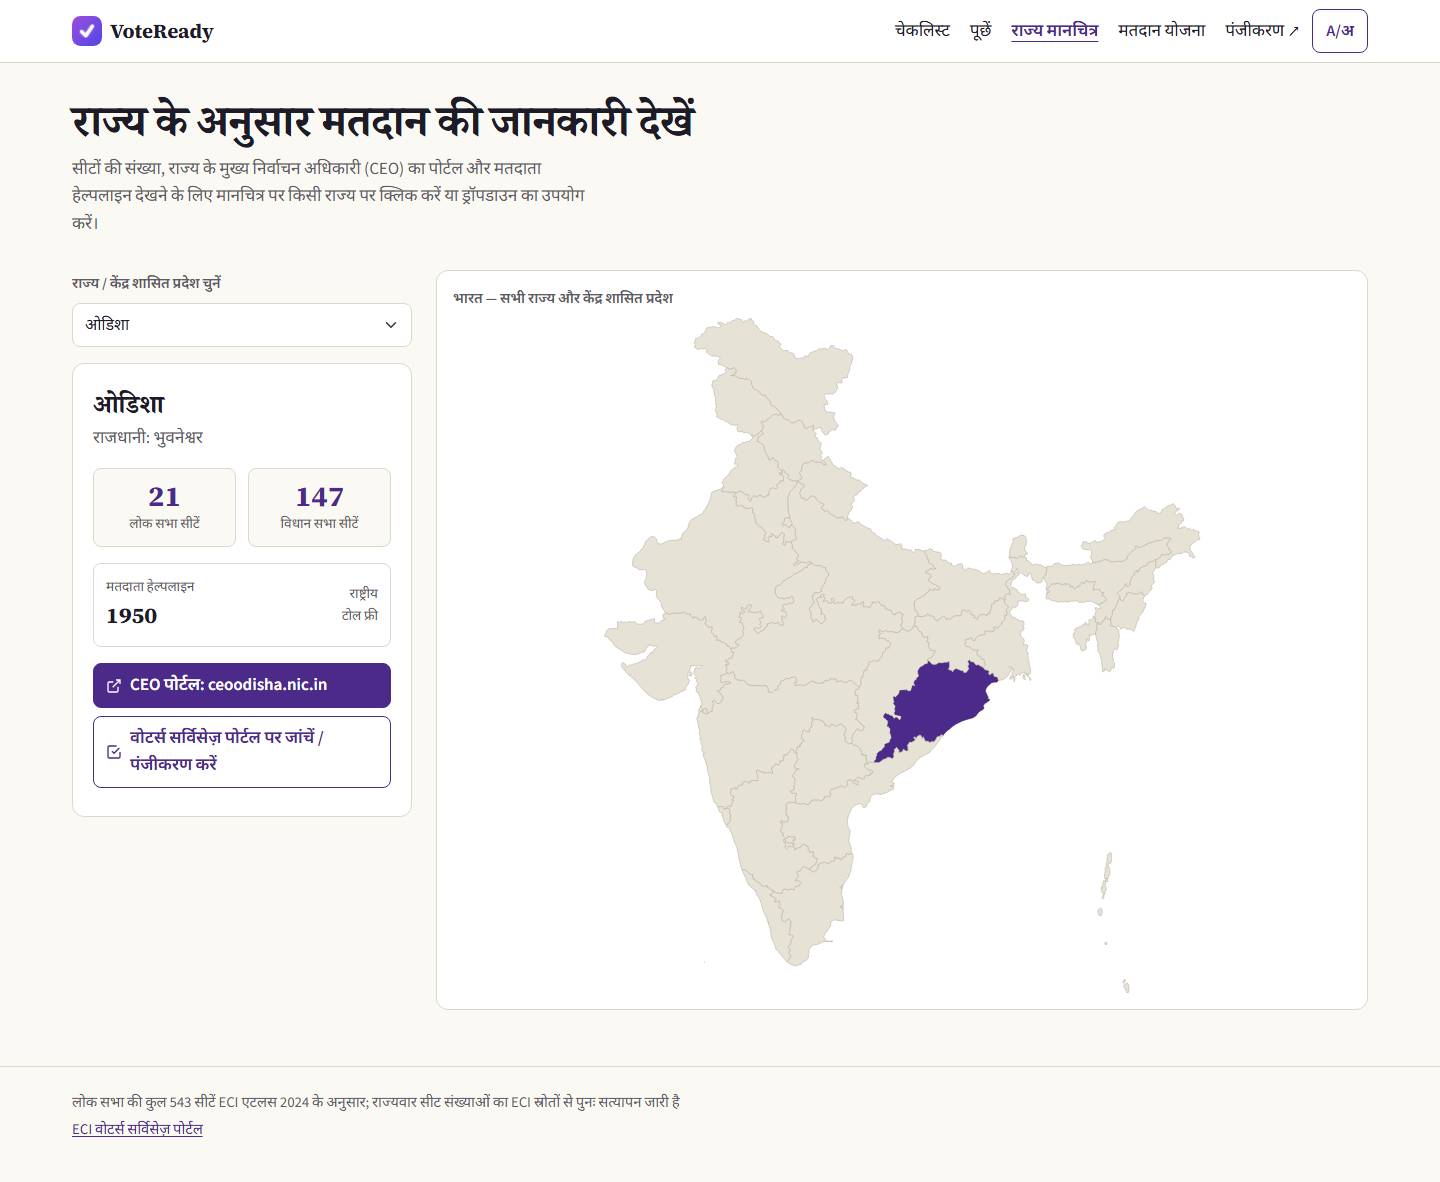 VoteReady
चेकलिस्ट पूछें राज्य मानचित्र मतदान योजना पंजीकरण ↗ A/अ
राज्य के अनुसार मतदान की जानकारी देखें
सीटों की संख्या, राज्य के मुख्य निर्वाचन अधिकारी (CEO) का पोर्टल और मतदाता
हेल्पलाइन देखने के लिए मानचित्र पर किसी राज्य पर क्लिक करें या ड्रॉपडाउन का उपयोग
करें।
राज्य / केंद्र शासित प्रदेश चुनें
ओडिशा
ओडिशा
राजधानी: भुवनेश्वर
21
लोक सभा सीटें
147
विधान सभा सीटें
मतदाता हेल्पलाइन
1950
राष्ट्रीय
टोल फ्री
CEO पोर्टल: ceoodisha.nic.in
वोटर्स सर्विसेज़ पोर्टल पर जांचें /
पंजीकरण करें
भारत — सभी राज्य और केंद्र शासित प्रदेश
लोक सभा की कुल 543 सीटें ECI एटलस 2024 के अनुसार; राज्यवार सीट संख्याओं का ECI स्रोतों से पुनः सत्यापन जारी है
ECI वोटर्स सर्विसेज़ पोर्टल